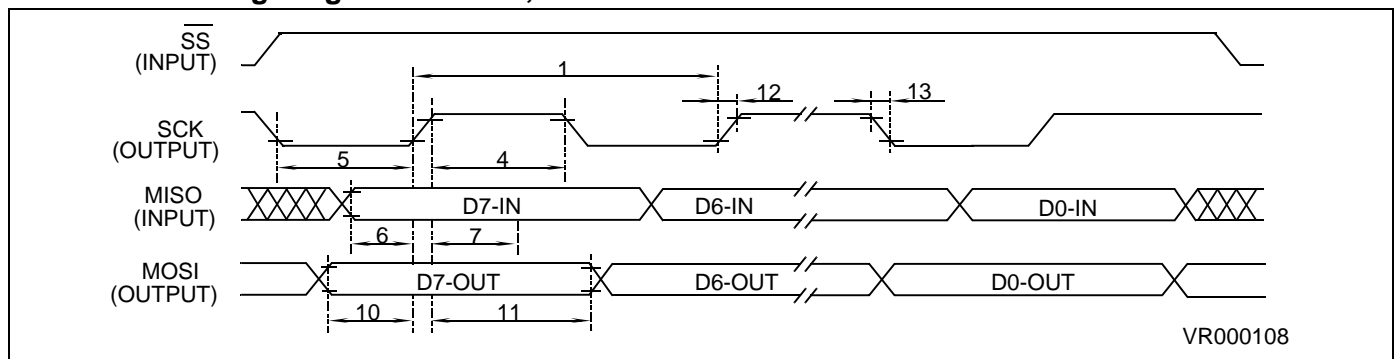 SS
(INPUT)
1
12
13
SCK
(OUTPUT)
5
4
MISO
(INPUT)
D7-IN
D6-IN
D0-IN
6
7
MOSI
(OUTPUT)
D7-OUT
D6-OUT
D0-OUT
10
11
VR000108